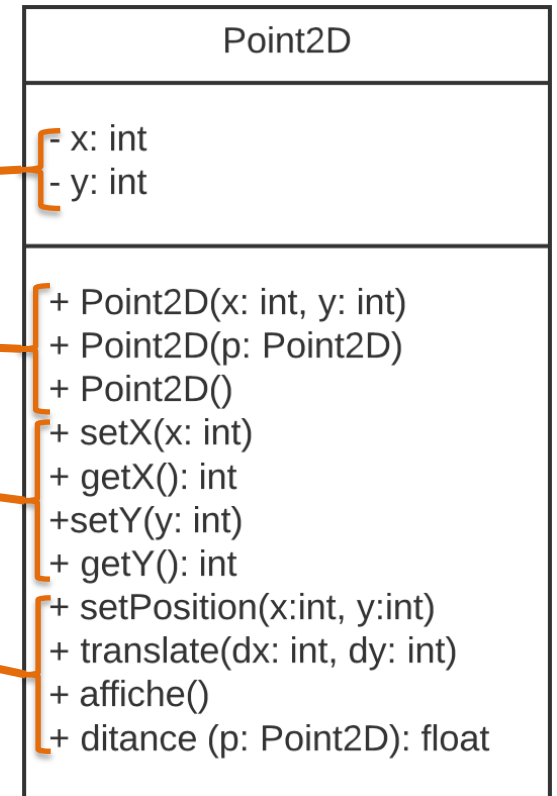 Point2D
- x: int
- y: int
+ Point2D(x: int, y: int)
+ Point2D(p: Point2D)
+ Point2D()
+ setX(x: int)
+ getX(): int
+setY(y: int)
+ getY(): int
+ setPosition(x:int, y:int)
+ translate(dx: int, dy: int)
+ affiche()
+ ditance (p: Point2D): float